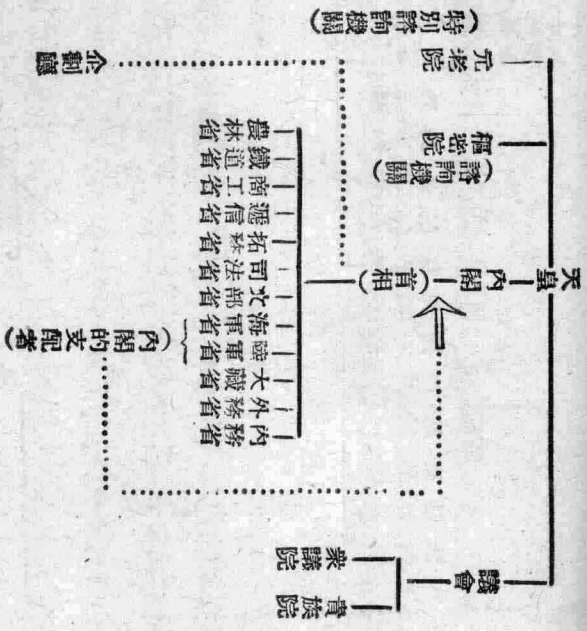 天皇
元老院
(特別諮詢機關)
樞密院
(諮詢機關)
內閣
(首相)
議會
衆議院
貴族院
企劃廳
內務省
外務省
大藏省
陸軍省
海軍省
文部省
司法省
拓務省
遞信省
商工省
鐵道省
農林省
(內閣的支配者)